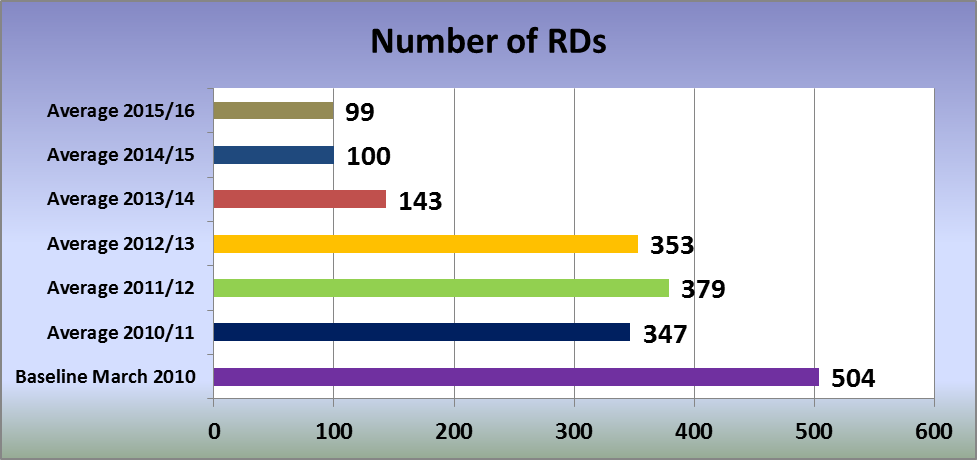 Number of RDs
Average 2015/16 99
Average 2014/15 100
Average 2013/14 143
Average 2012/13 353
Average 2011/12 379
Average 2010/11 347
Baseline March 2010 504
0 100 200 300 400 500 600